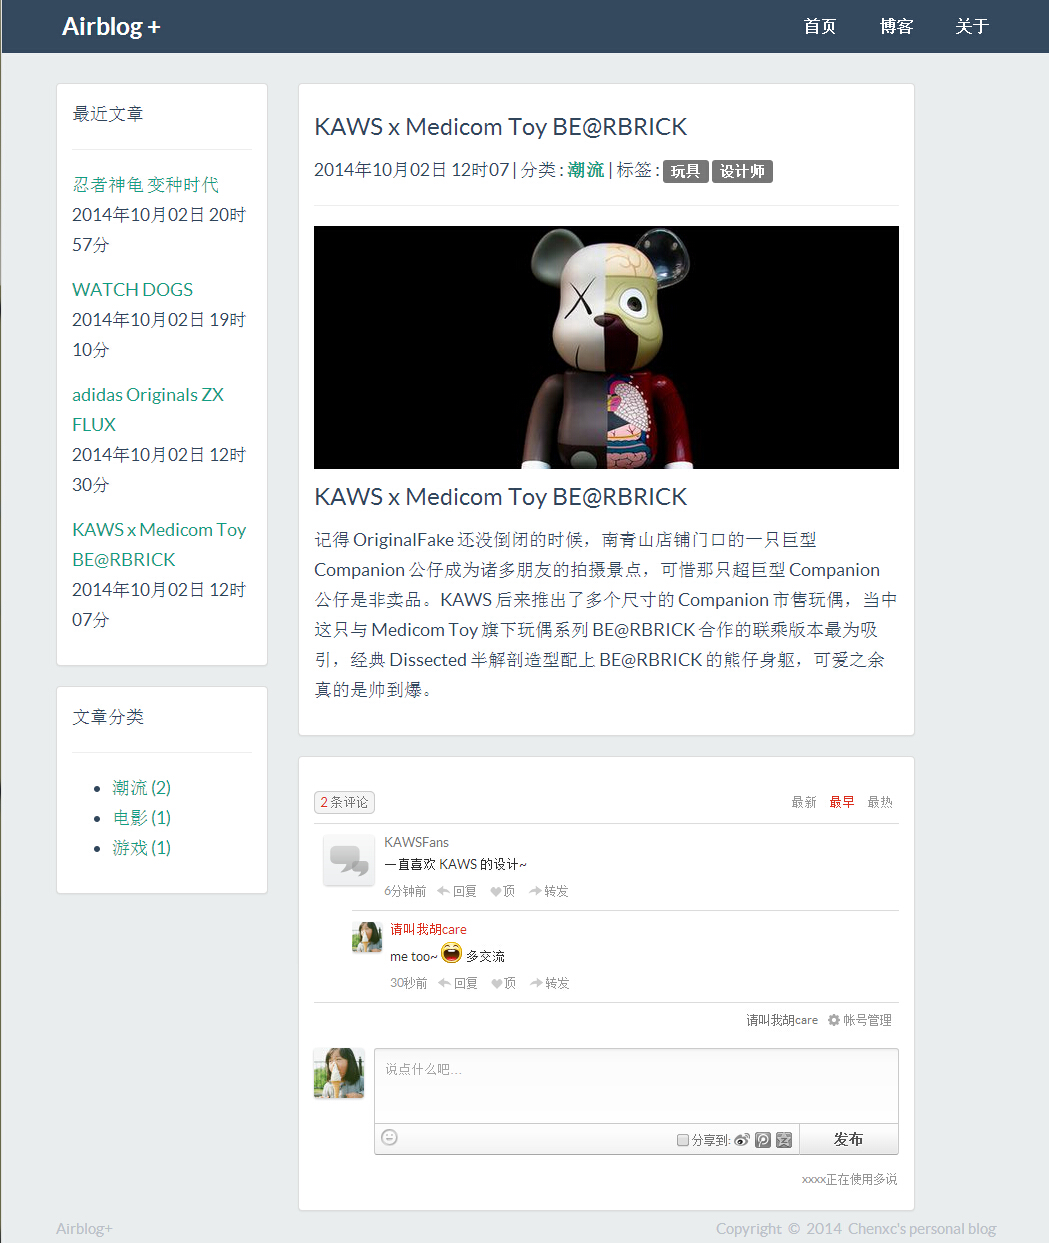 Airblog +
首页 博客 关于
最近文章
忍者神龟 变种时代
2014年10月02日 20时
57分
WATCH DOGS
2014年10月02日 19时
10分
adidas Originals ZX
FLUX
2014年10月02日 12时
30分
KAWS x Medicom Toy
BE@RBRICK
2014年10月02日 12时
07分
文章分类
潮流 (2)
电影 (1)
游戏 (1)
KAWS x Medicom Toy BE@RBRICK
2014年10月02日 12时07 | 分类 : 潮流 | 标签 : 玩具 设计师
KAWS x Medicom Toy BE@RBRICK
记得 OriginalFake 还没倒闭的时候，南青山店铺门口的一只巨型
Companion 公仔成为诸多朋友的拍摄景点，可惜那只超巨型 Companion
公仔是非卖品。KAWS 后来推出了多个尺寸的 Companion 市售玩偶，当中
这只与 Medicom Toy 旗下玩偶系列 BE@RBRICK 合作的联乘版本最为吸
引，经典 Dissected 半解剖造型配上 BE@RBRICK 的熊仔身躯，可爱之余
真的是帅到爆。
2 条评论 最新 最早 最热
KAWSFans
一直喜欢 KAWS 的设计~
6分钟前 回复 顶 转发
请叫我胡care
me too~ 多交流
30秒前 回复 顶 转发
请叫我胡care 帐号管理
说点什么吧...
分享到: 发布
xxxx正在使用多说
Airblog+
Copyright © 2014 Chenxc's personal blog